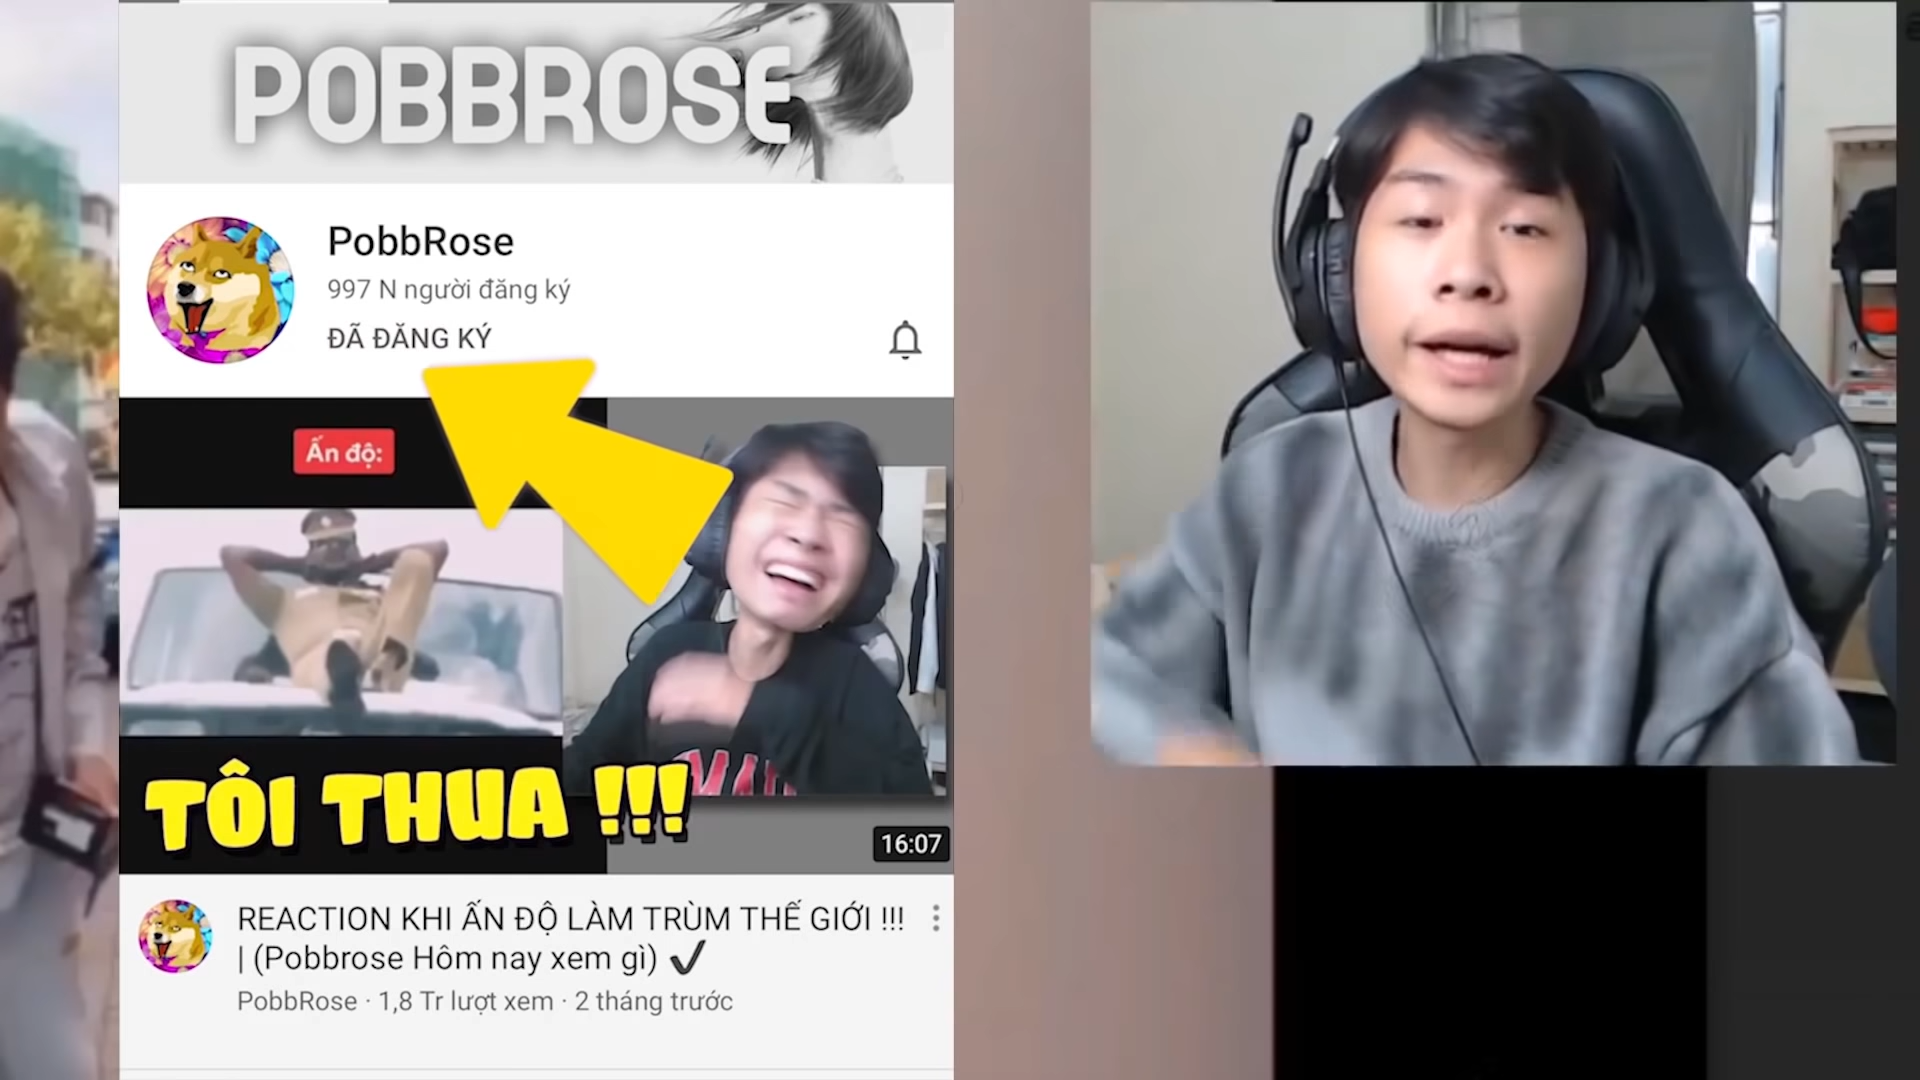 POBBROSE
PobbRose
997 N người đăng ký
ĐÃ ĐĂNG KÝ
Ấn độ:
TÔI THUA !!!
16:07
REACTION KHI ẤN ĐỘ LÀM TRÙM THẾ GIỚI !!!
| (Pobbrose Hôm nay xem gì) ✔
PobbRose · 1,8 Tr lượt xem · 2 tháng trước